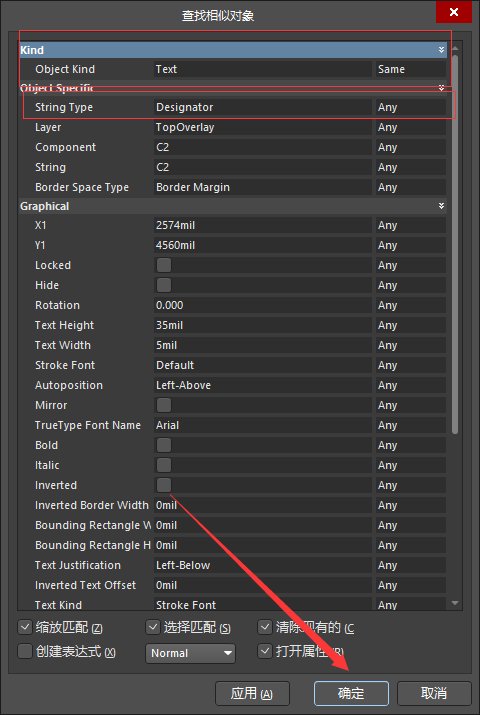 查找相似对象
Kind
Object Kind Text Same
Object Specific
String Type Designator Any
Layer TopOverlay Any
Component C2 Any
String C2 Any
Border Space Type Border Margin Any
Graphical
X1 2574mil Any
Y1 4560mil Any
Locked Any
Hide Any
Rotation 0.000 Any
Text Height 35mil Any
Text Width 5mil Any
Stroke Font Default Any
Autoposition Left-Above Any
Mirror Any
TrueType Font Name Arial Any
Bold Any
Italic Any
Inverted Any
Inverted Border Width 0mil Any
Bounding Rectangle W 0mil Any
Bounding Rectangle H 0mil Any
Text Justification Left-Below Any
Inverted Text Offset 0mil Any
Text Kind Stroke Font Any
缩放匹配 (Z) 选择匹配 (S) 清除现有的 (C
创建表达式 (X) Normal 打开属性 (R)
应用 (A) 确定 取消